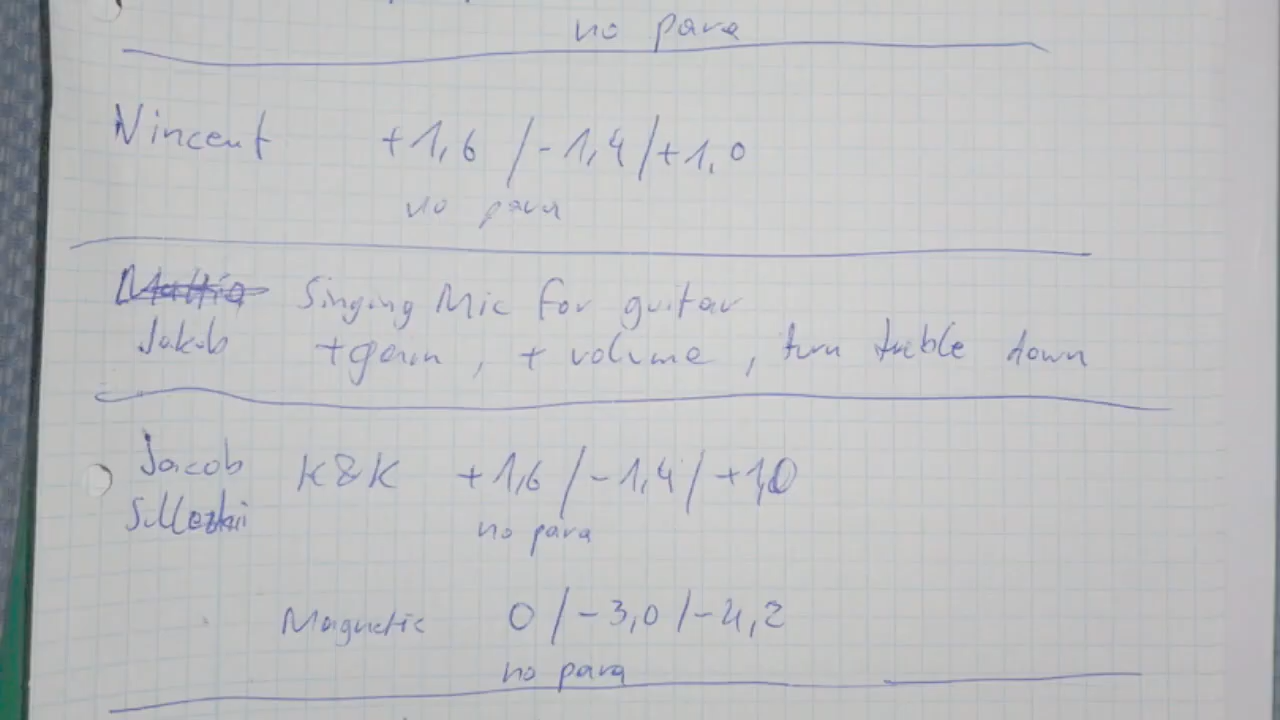 no para
Vincent +1,6 / -1,4 / +1,0
no para
Singing Mic for guitar
Jakob +gain, + volume, turn treble down
Jacob K&K +1,6 / -1,4 / +1,0
no para
Magnetic 0 / -3,0 / -4,2
no para